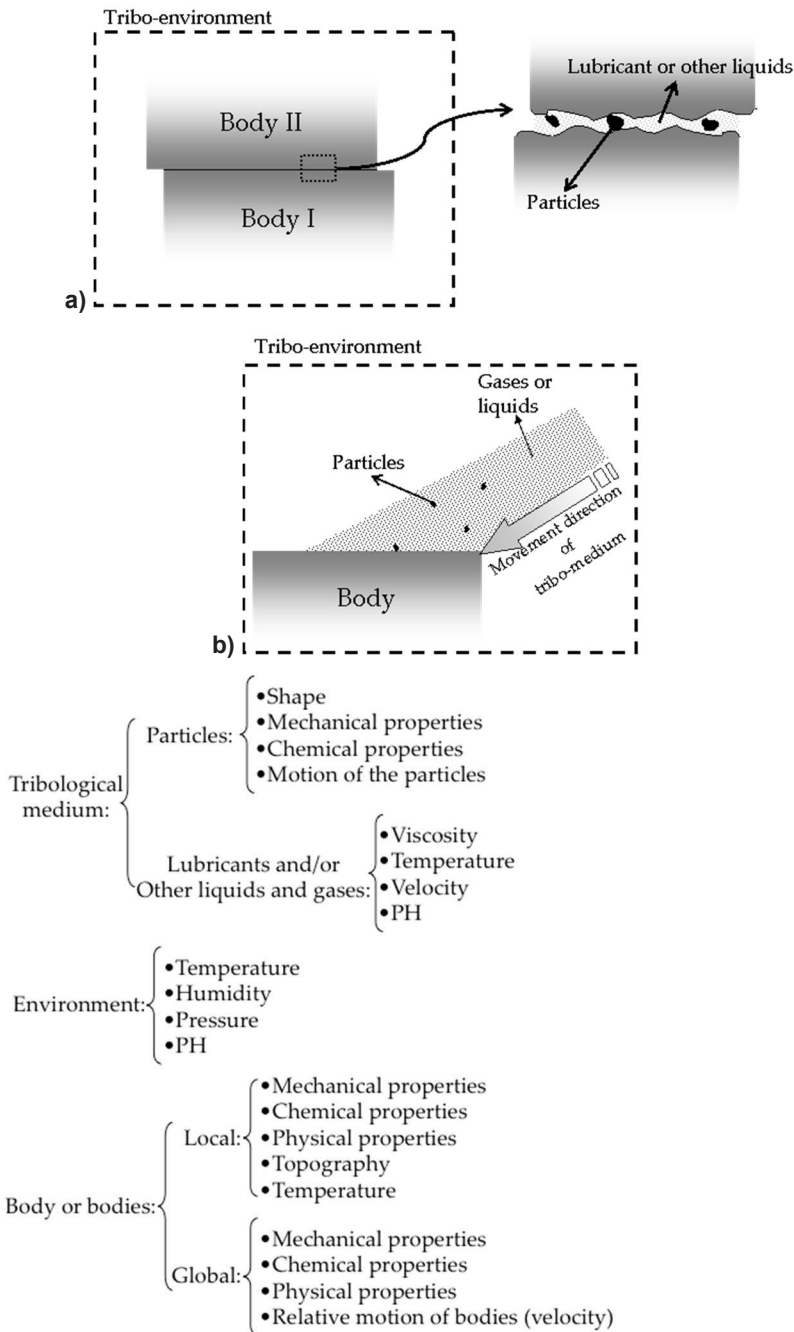 Tribo-environment
Body II
Body I
Lubricant or other liquids
Particles
a)
Tribo-environment
Gases or
liquids
Particles
Movement direction
of
tribo-medium
Body
b)
Tribological
medium:
Particles:
•Shape
•Mechanical properties
•Chemical properties
•Motion of the particles
Lubricants and/or
Other liquids and gases:
•Viscosity
•Temperature
•Velocity
•PH
Environment:
•Temperature
•Humidity
•Pressure
•PH
Body or bodies:
Local:
•Mechanical properties
•Chemical properties
•Physical properties
•Topography
•Temperature
Global:
•Mechanical properties
•Chemical properties
•Physical properties
•Relative motion of bodies (velocity)